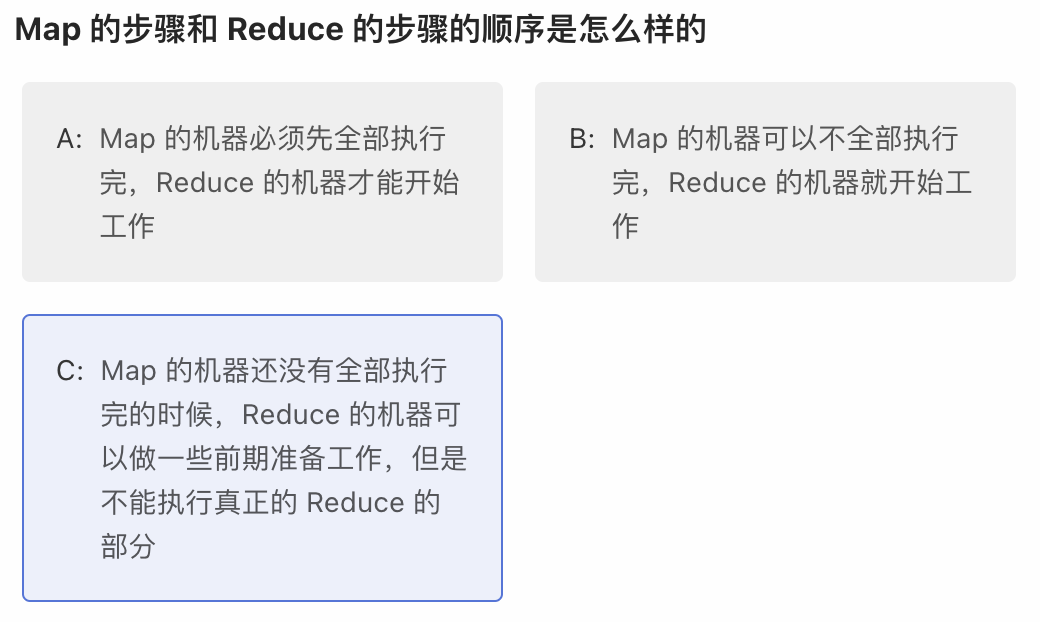 Map 的步骤和 Reduce 的步骤的顺序是怎么样的
A: Map 的机器必须先全部执行
完，Reduce 的机器才能开始
工作
B: Map 的机器可以不全部执行
完，Reduce 的机器就开始工
作
C: Map 的机器还没有全部执行
完的时候，Reduce 的机器可
以做一些前期准备工作，但是
不能执行真正的 Reduce 的
部分